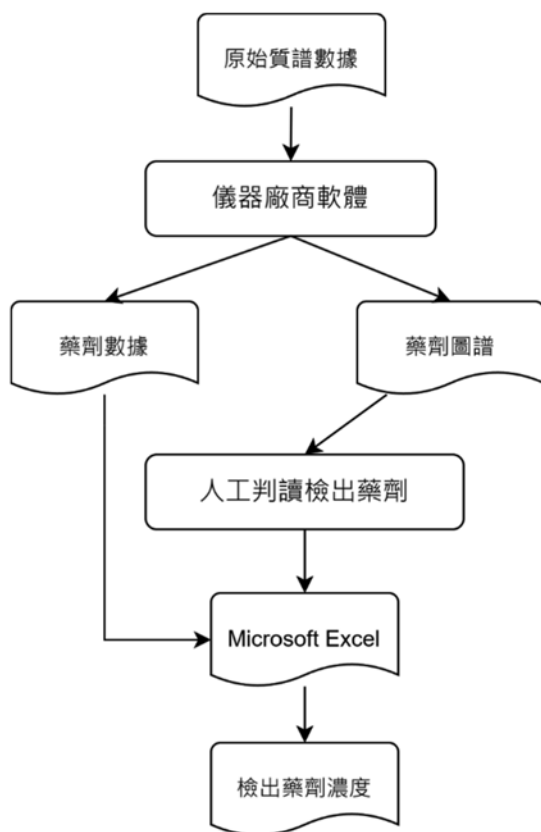 原始質譜數據
儀器廠商軟體
藥劑數據
藥劑圖譜
人工判讀檢出藥劑
Microsoft Excel
檢出藥劑濃度